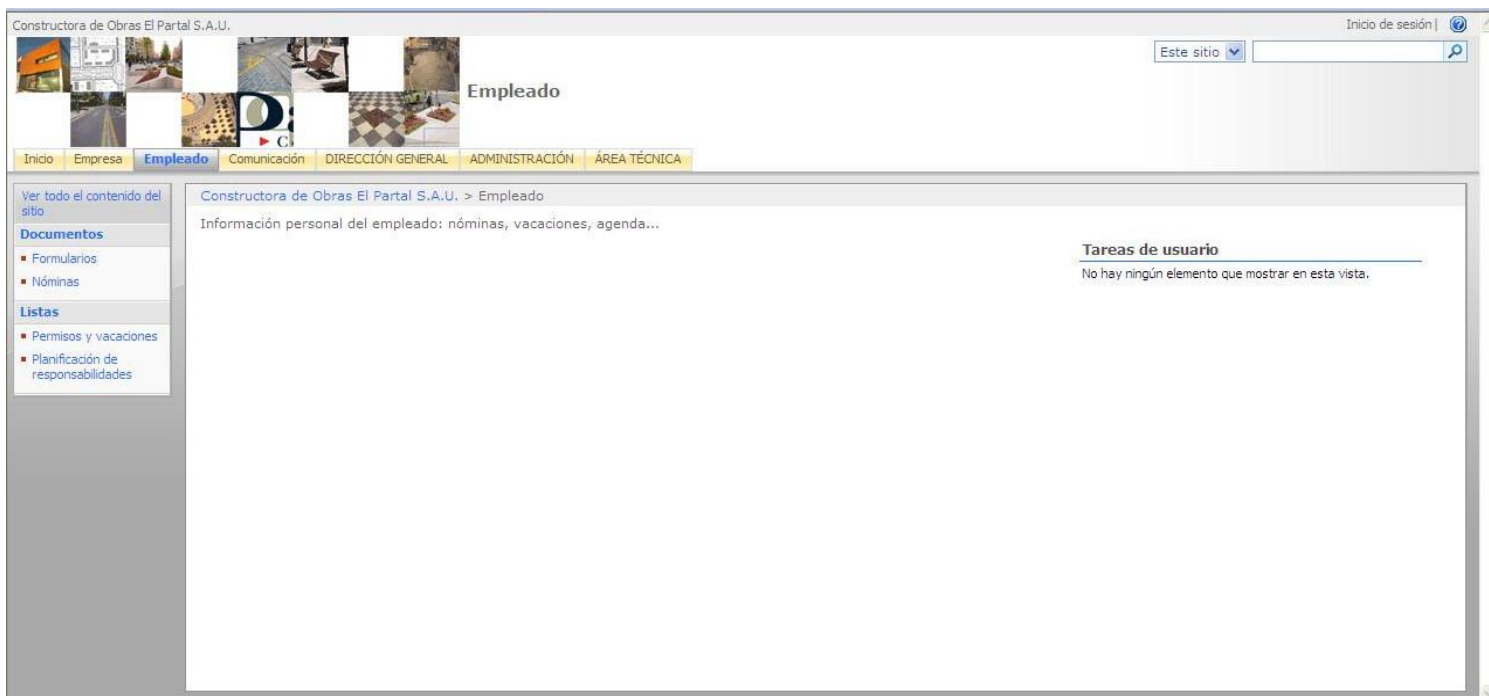 Constructora de Obras El Partal S.A.U.
Inicio de sesión |
Este sitio
Empleado
Inicio Empresa Empleado Comunicación DIRECCIÓN GENERAL ADMINISTRACIÓN ÁREA TÉCNICA
Ver todo el contenido del
sitio
Documentos
Formularios
Nóminas
Listas
Permisos y vacaciones
Planificación de
responsabilidades
Constructora de Obras El Partal S.A.U. > Empleado
Información personal del empleado: nóminas, vacaciones, agenda...
Tareas de usuario
No hay ningún elemento que mostrar en esta vista.